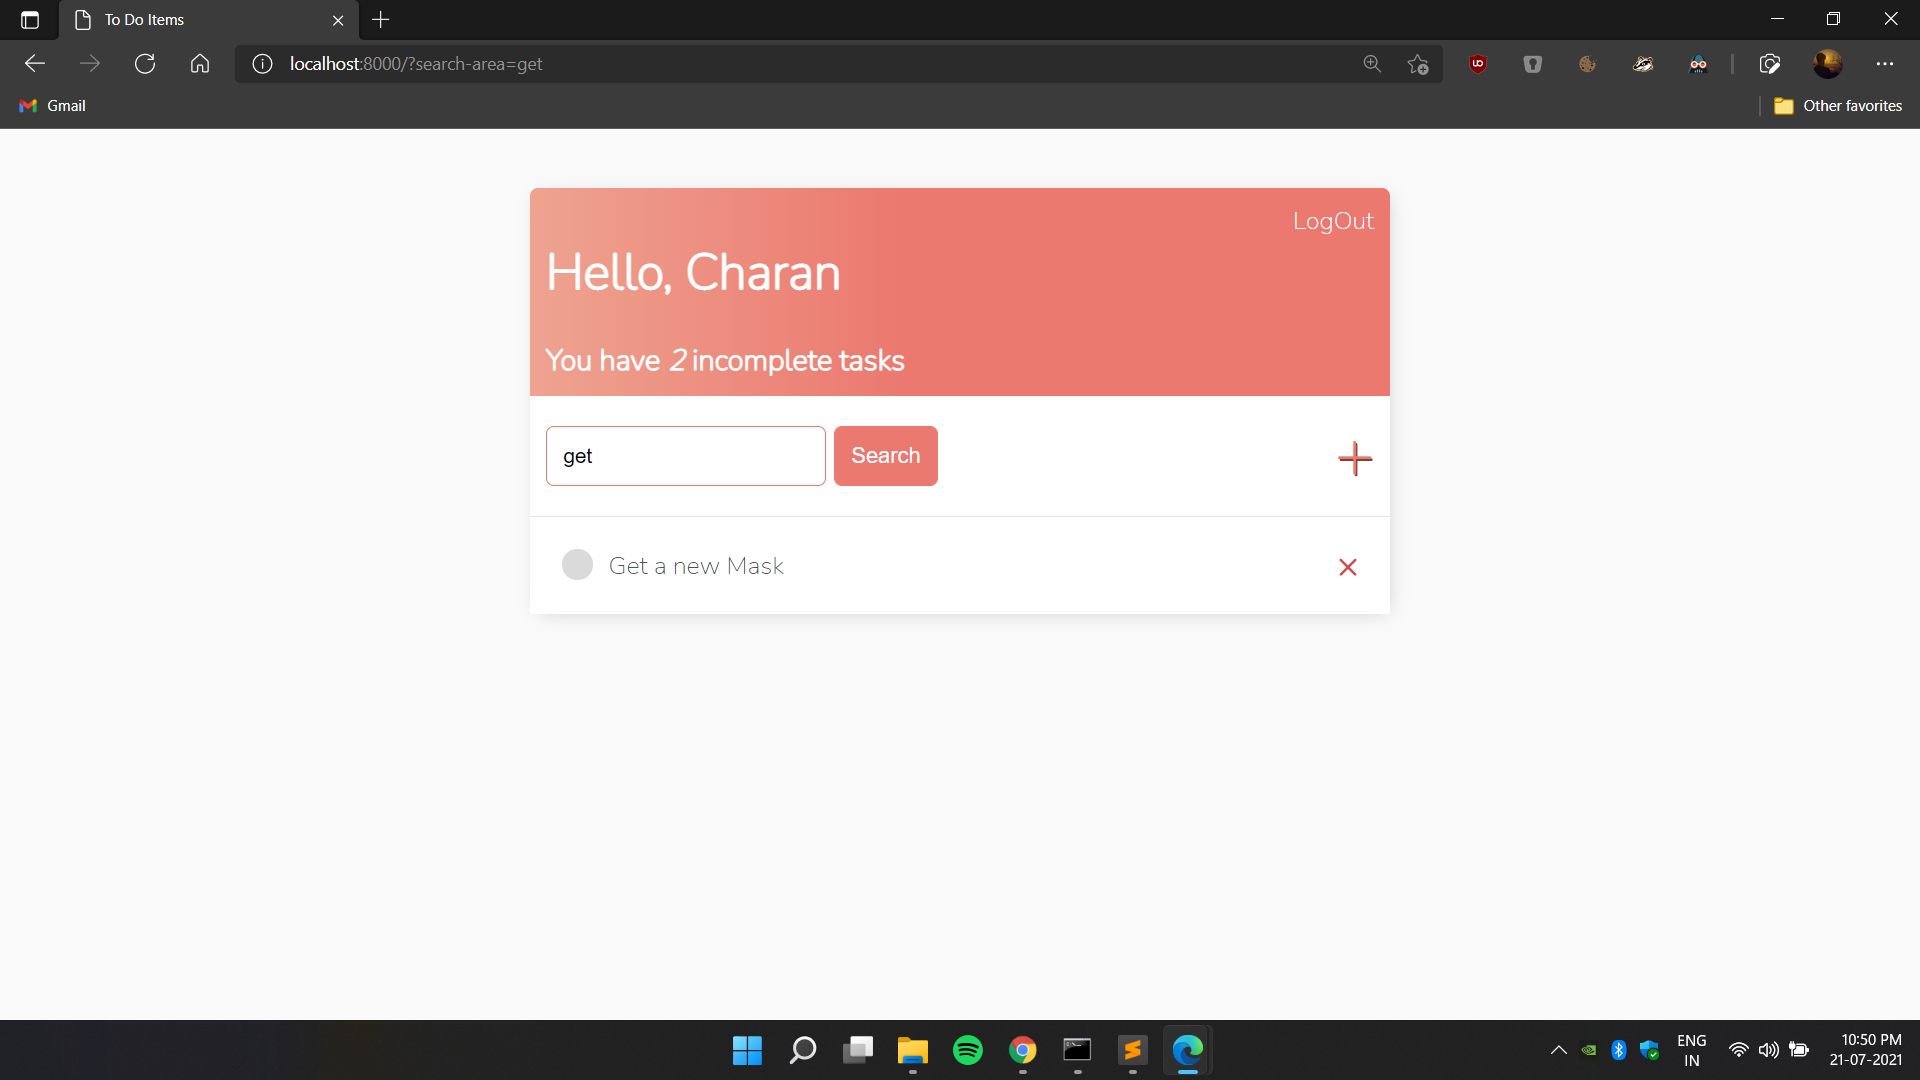 To Do Items
localhost:8000/?search-area=get
Gmail
Other favorites
LogOut
Hello, Charan
You have 2 incomplete tasks
get
Search
Get a new Mask
ENG
IN
10:50 PM
21-07-2021